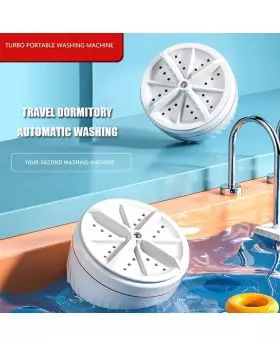 TURBO PORTABLE WASHING MACHINE
TRAVEL DORMITORY
AUTOMATIC WASHING
YOUR SECOND WASHING MACHINE